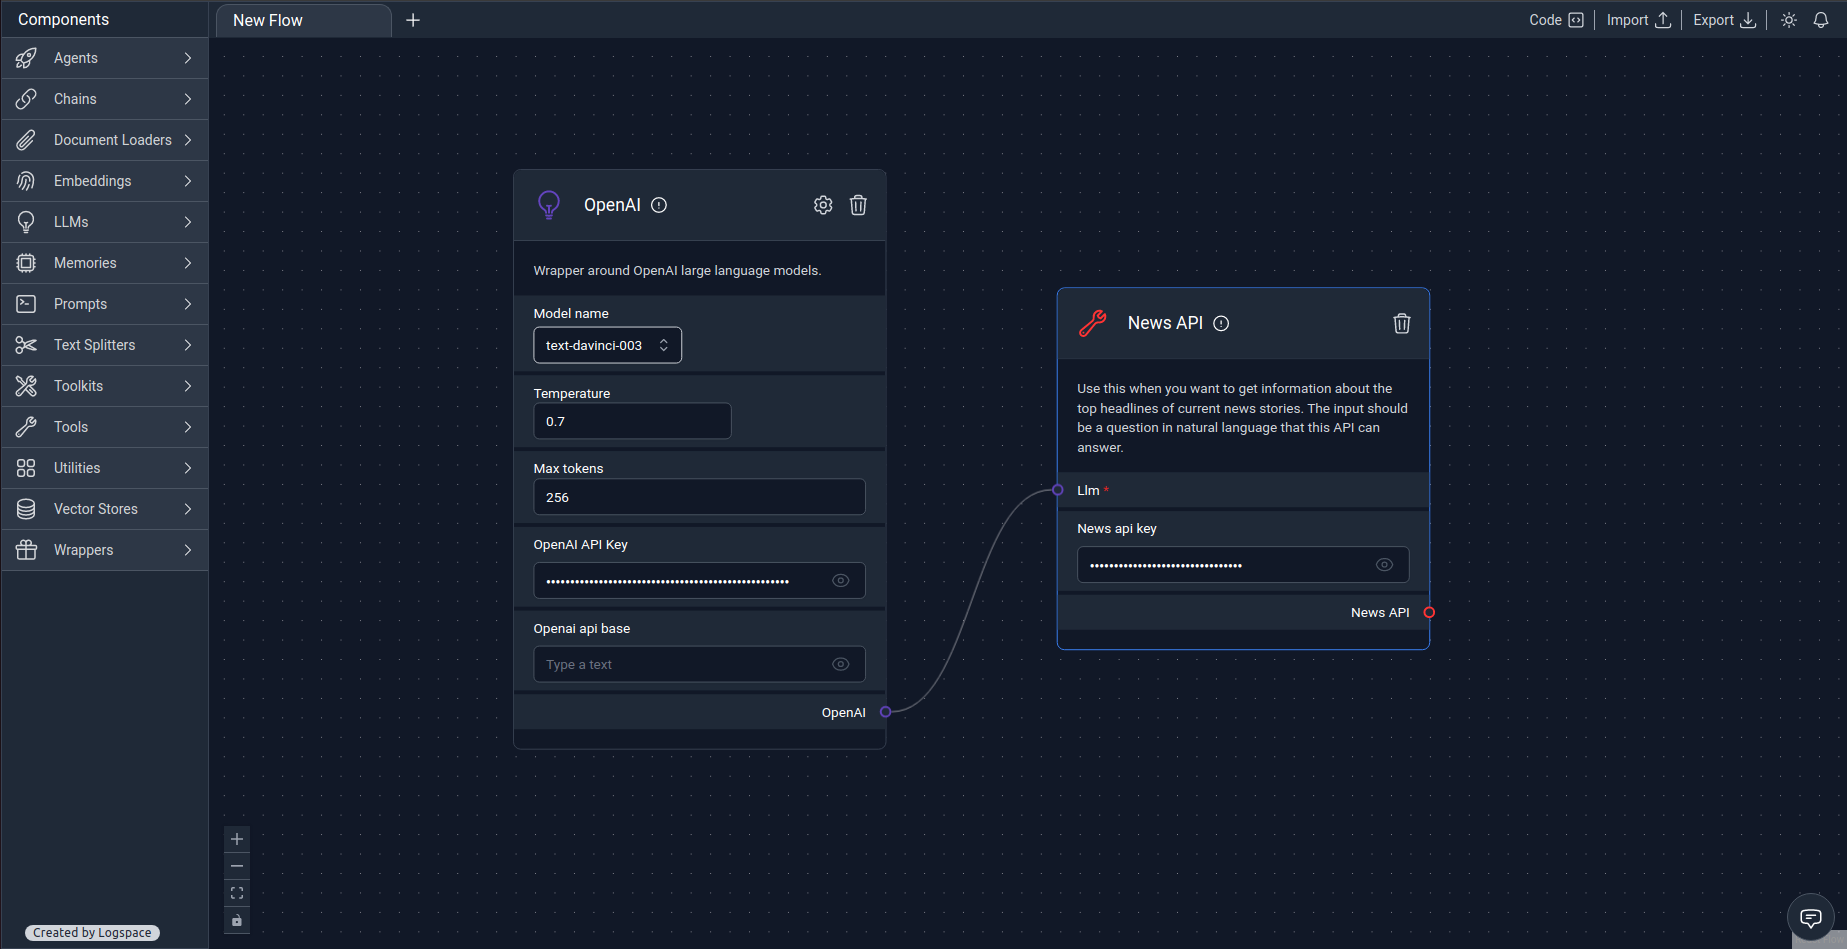 Components
New Flow
Code
Import
Export
Agents
Chains
Document Loaders
Embeddings
LLMs
Memories
Prompts
Text Splitters
Toolkits
Tools
Utilities
Vector Stores
Wrappers
Created by Logspace
OpenAI
Wrapper around OpenAI large language models.
Model name
text-davinci-003
Temperature
0.7
Max tokens
256
OpenAI API Key
••••••••••••••••••••••••••••••••••••••••••••••••••
Openai api base
Type a text
OpenAI
News API
Use this when you want to get information about the
top headlines of current news stories. The input should
be a question in natural language that this API can
answer.
Llm *
News api key
••••••••••••••••••••••••••••••••
News API